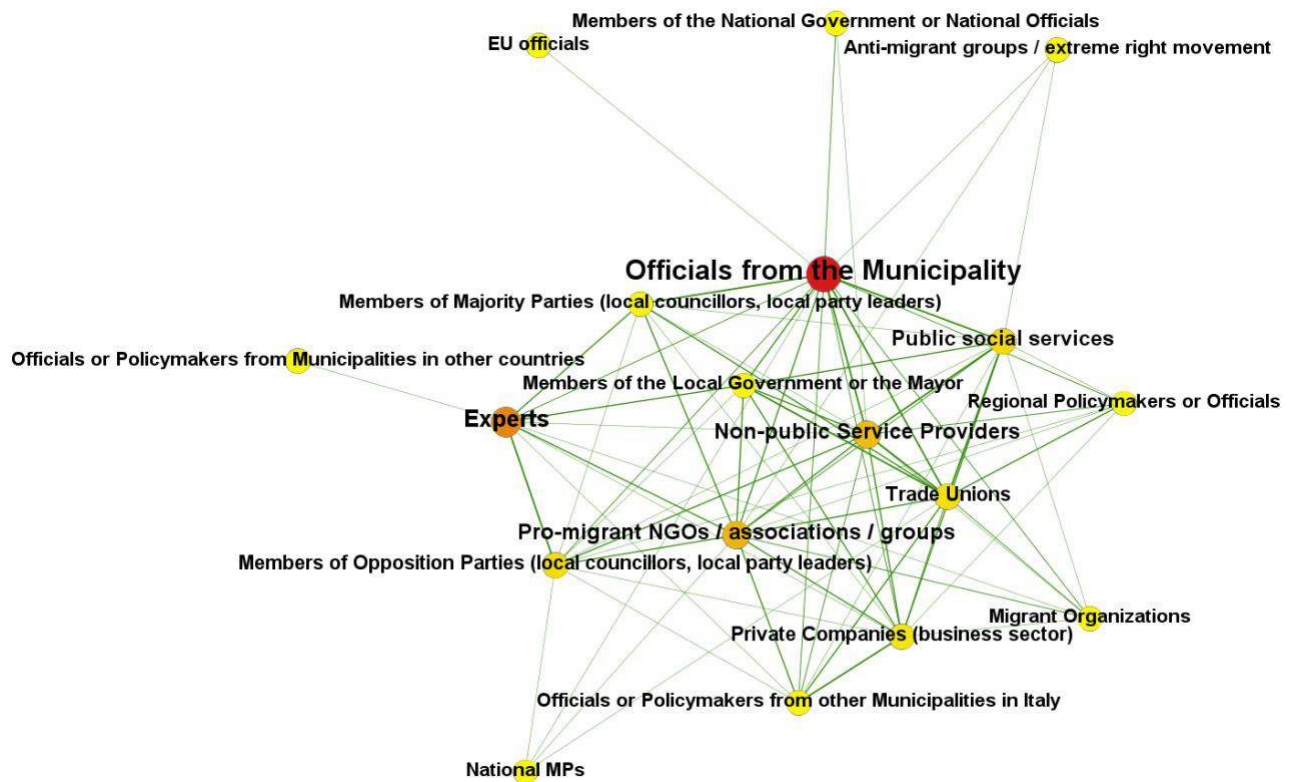 Members of the National Government or National Officials
EU officials
Anti-migrant groups / extreme right movement
Officials from the Municipality
Members of Majority Parties (local councillors, local party leaders)
Public social services
Officials or Policymakers from Municipalities in other countries
Members of the Local Government or the Mayor
Regional Policymakers or Officials
Experts
Non-public Service Providers
Trade Unions
Pro-migrant NGOs / associations / groups
Members of Opposition Parties (local councillors, local party leaders)
Migrant Organizations
Private Companies (business sector)
Officials or Policymakers from other Municipalities in Italy
National MPs